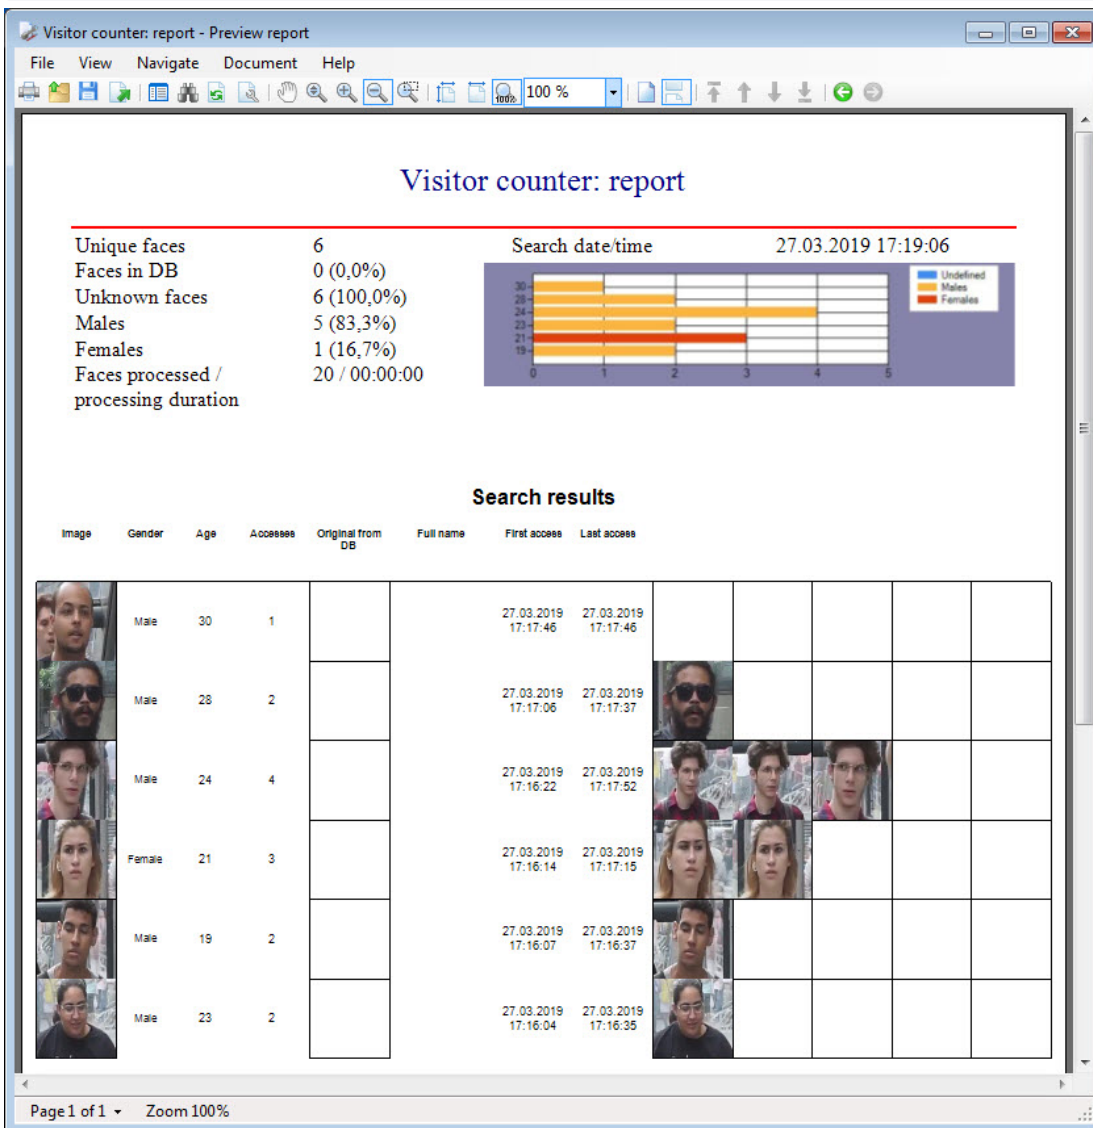 Visitor counter: report - Preview report
File View Navigate Document Help
100% 100 %
Visitor counter: report
Unique faces 6 Search date/time 27.03.2019 17:19:06
Faces in DB 0 (0,0%)
Unknown faces 6 (100,0%)
Males 5 (83,3%)
Females 1 (16,7%)
Faces processed / 20 / 00:00:00
processing duration
30
28
24
23
21
19
0 1 2 3 4 5
Undefined
Males
Females
Search results
Image Gender Age Accesses Original from Full name First access Last access
DB
Male 30 1 27.03.2019 27.03.2019
17:17:46 17:17:46
Male 28 2 27.03.2019 27.03.2019
17:17:06 17:17:37
Male 24 4 27.03.2019 27.03.2019
17:16:22 17:17:52
Female 21 3 27.03.2019 27.03.2019
17:16:14 17:17:15
Male 19 2 27.03.2019 27.03.2019
17:16:07 17:16:37
Male 23 2 27.03.2019 27.03.2019
17:16:04 17:16:35
Page 1 of 1 Zoom 100%